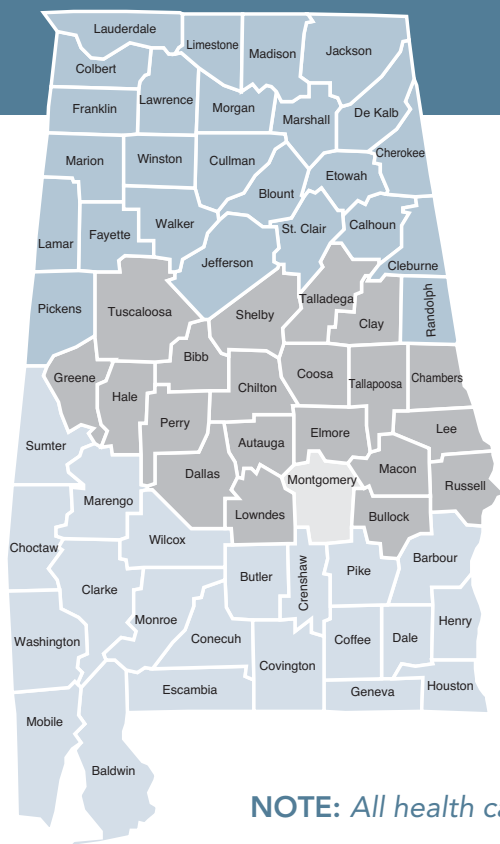 Lauderdale
Limestone
Madison
Jackson
Colbert
Franklin
Lawrence
Morgan
Marshall
De Kalb
Cherokee
Marion
Winston
Cullman
Blount
Etowah
Lamar
Fayette
Walker
St. Clair
Calhoun
Jefferson
Cleburne
Pickens
Tuscaloosa
Shelby
Talladega
Clay
Randolph
Bibb
Greene
Hale
Chilton
Coosa
Tallapoosa
Chambers
Perry
Autauga
Elmore
Lee
Sumter
Dallas
Montgomery
Macon
Russell
Marengo
Lowndes
Bullock
Choctaw
Wilcox
Butler
Crenshaw
Pike
Barbour
Clarke
Monroe
Conecuh
Coffee
Dale
Henry
Washington
Covington
Escambia
Geneva
Houston
Mobile
Baldwin
NOTE: All health ca